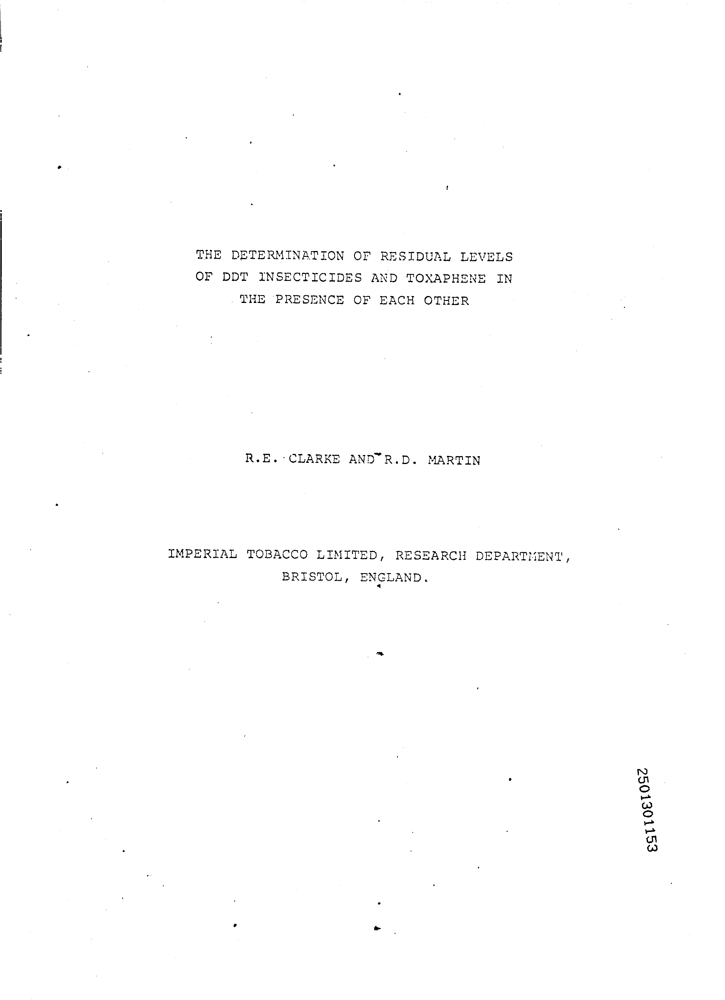 THE DETERMINATION OF RESIDUAL LEVELS
OF DDT INSECTICIDES AND TOXAPHENE IN
THE PRESENCE OF EACH OTHER
R.E. CLARKE AND R.D. MARTIN
IMPERIAL TOBACCO LIMITED, RESEARCH DEPARTMENT,
BRISTOL, ENGLAND.
2501301153